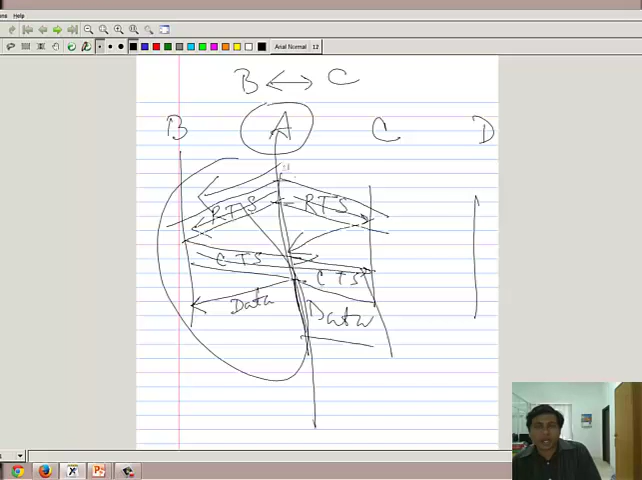 Help
Arial Normal 12
B ↔ C
B A C D
RTS RTS
CTS
CTS
Data Data